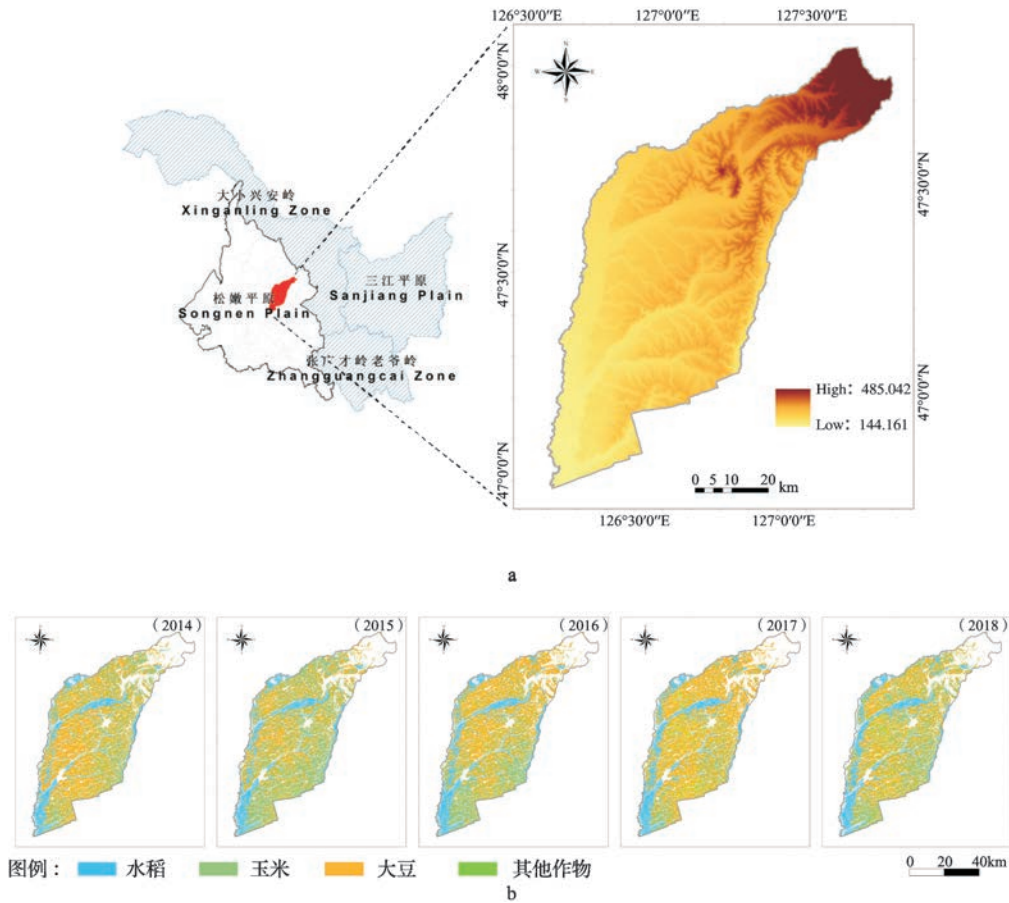 126°30′0″E 127°0′0″E 127°30′0″E
N
W E
S
48°0′0″N
47°30′0″N
47°30′0″N
47°0′0″N
47°0′0″N
大小兴安岭
Xinganling Zone
三江平原
Sanjiang Plain
松嫩平原
Songnen Plain
张广才岭老爷岭
Zhangguangcai Zone
High: 485.042
Low: 144.161
0 5 10 20 km
126°30′0″E 127°0′0″E
a
(2014) (2015) (2016) (2017) (2018)
图例: 水稻 玉米 大豆 其他作物
0 20 40km
b